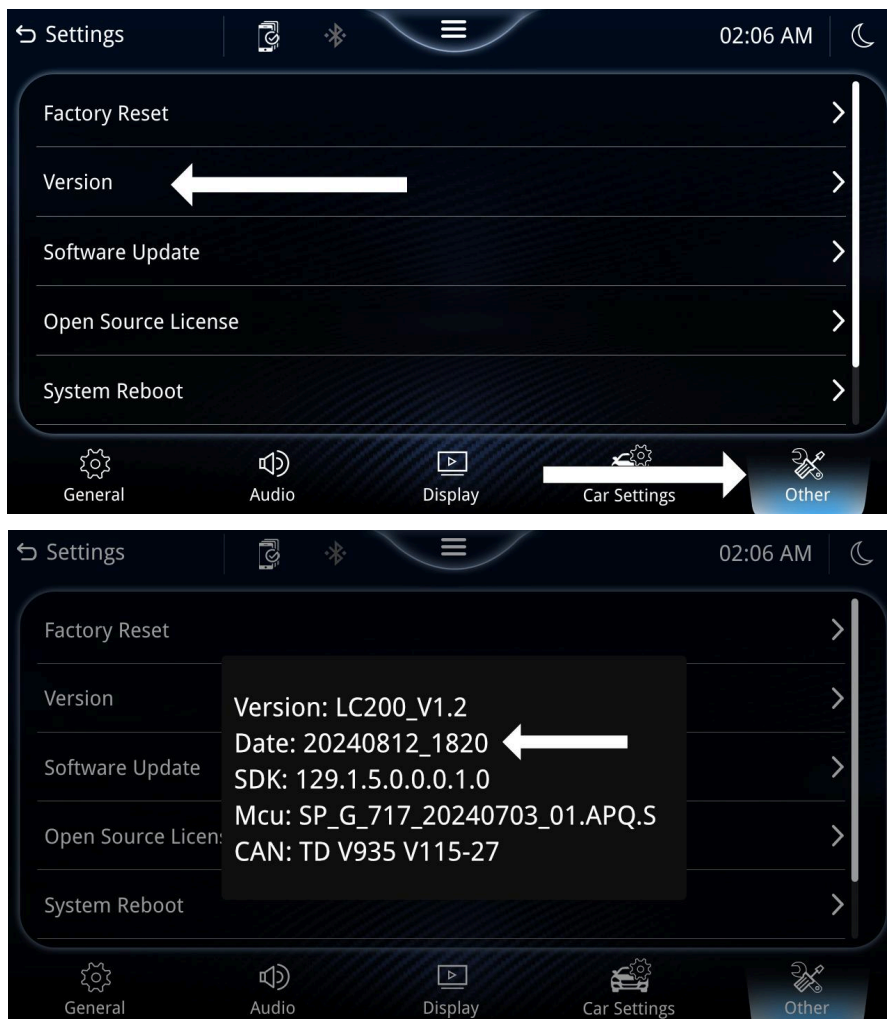 Settings
02:06 AM
Factory Reset
Version
Software Update
Open Source License
System Reboot
General
Audio
Display
Car Settings
Other
Settings
02:06 AM
Factory Reset
Version
Software Update
Open Source Licens
System Reboot
Version: LC200_V1.2
Date: 20240812_1820
SDK: 129.1.5.0.0.0.1.0
Mcu: SP_G_717_20240703_01.APQ.S
CAN: TD V935 V115-27
General
Audio
Display
Car Settings
Other